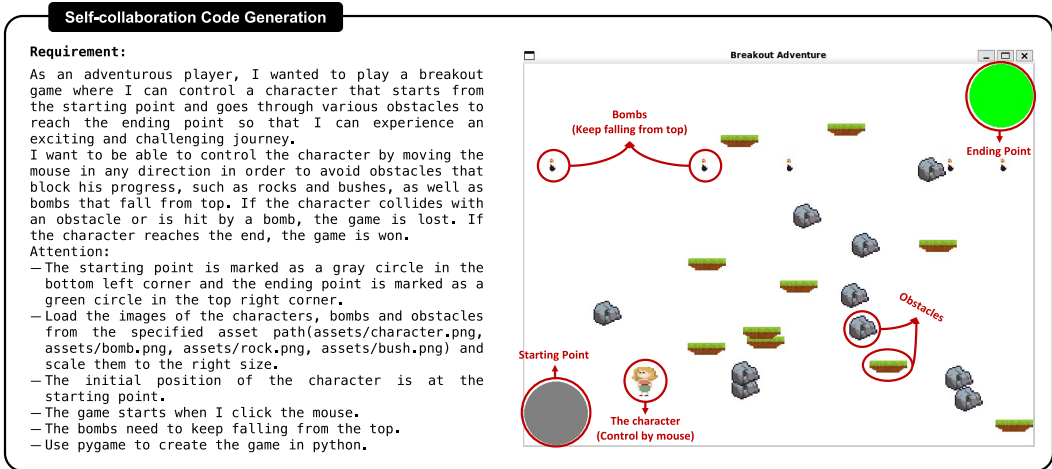 Self-collaboration Code Generation
Requirement:
As an adventurous player, I wanted to play a breakout
game where I can control a character that starts from
the starting point and goes through various obstacles to
reach the ending point so that I can experience an
exciting and challenging journey.
I want to be able to control the character by moving the
mouse in any direction in order to avoid obstacles that
block his progress, such as rocks and bushes, as well as
bombs that fall from top. If the character collides with
an obstacle or is hit by a bomb, the game is lost. If
the character reaches the end, the game is won.
Attention:
— The starting point is marked as a gray circle in the
bottom left corner and the ending point is marked as a
green circle in the top right corner.
— Load the images of the characters, bombs and obstacles
from the specified asset path(assets/character.png,
assets/bomb.png, assets/rock.png, assets/bush.png) and
scale them to the right size.
— The initial position of the character is at the
starting point.
— The game starts when I click the mouse.
— The bombs need to keep falling from the top.
— Use pygame to create the game in python.
Breakout Adventure
Bombs
(Keep falling from top)
Ending Point
Obstacles
Starting Point
The character
(Control by mouse)